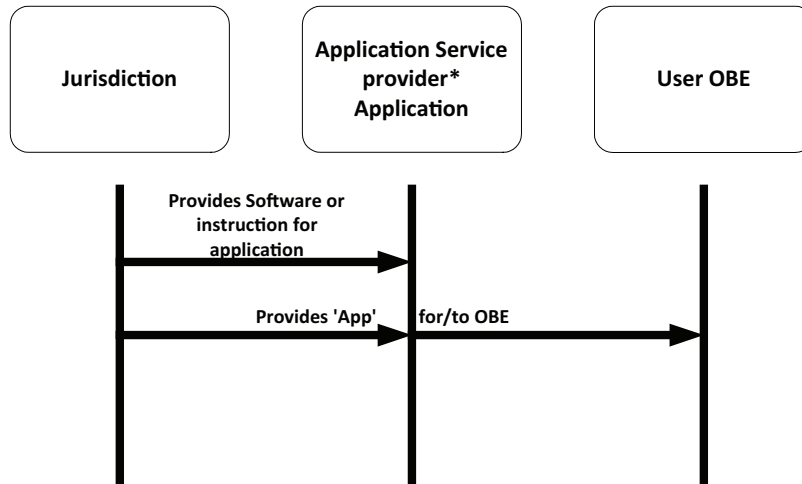 Jurisdiction
Application Service
provider*
Application
User OBE
Provides Software or
instruction for
application
Provides 'App'
for/to OBE